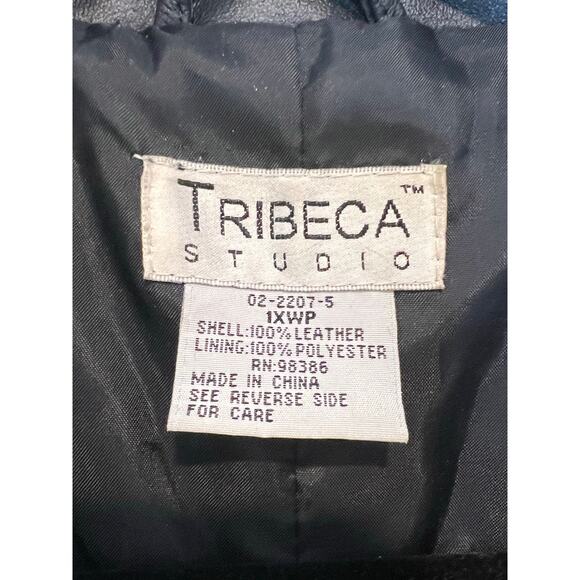 TRIBECA™
STUDIO
02-2207-5
1XWP
SHELL:100% LEATHER
LINING:100% POLYESTER
RN:98386
MADE IN CHINA
SEE REVERSE SIDE
FOR CARE